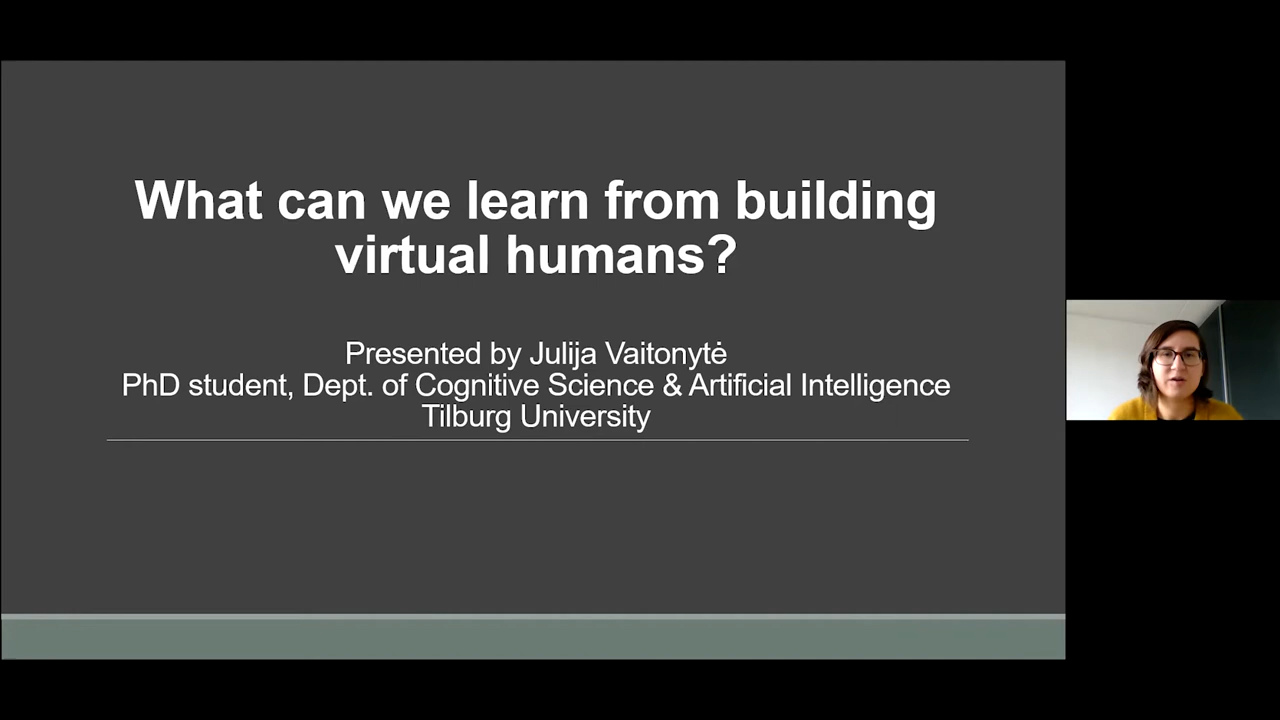 What can we learn from building
virtual humans?
Presented by Julija Vaitonytė
PhD student, Dept. of Cognitive Science & Artificial Intelligence
Tilburg University